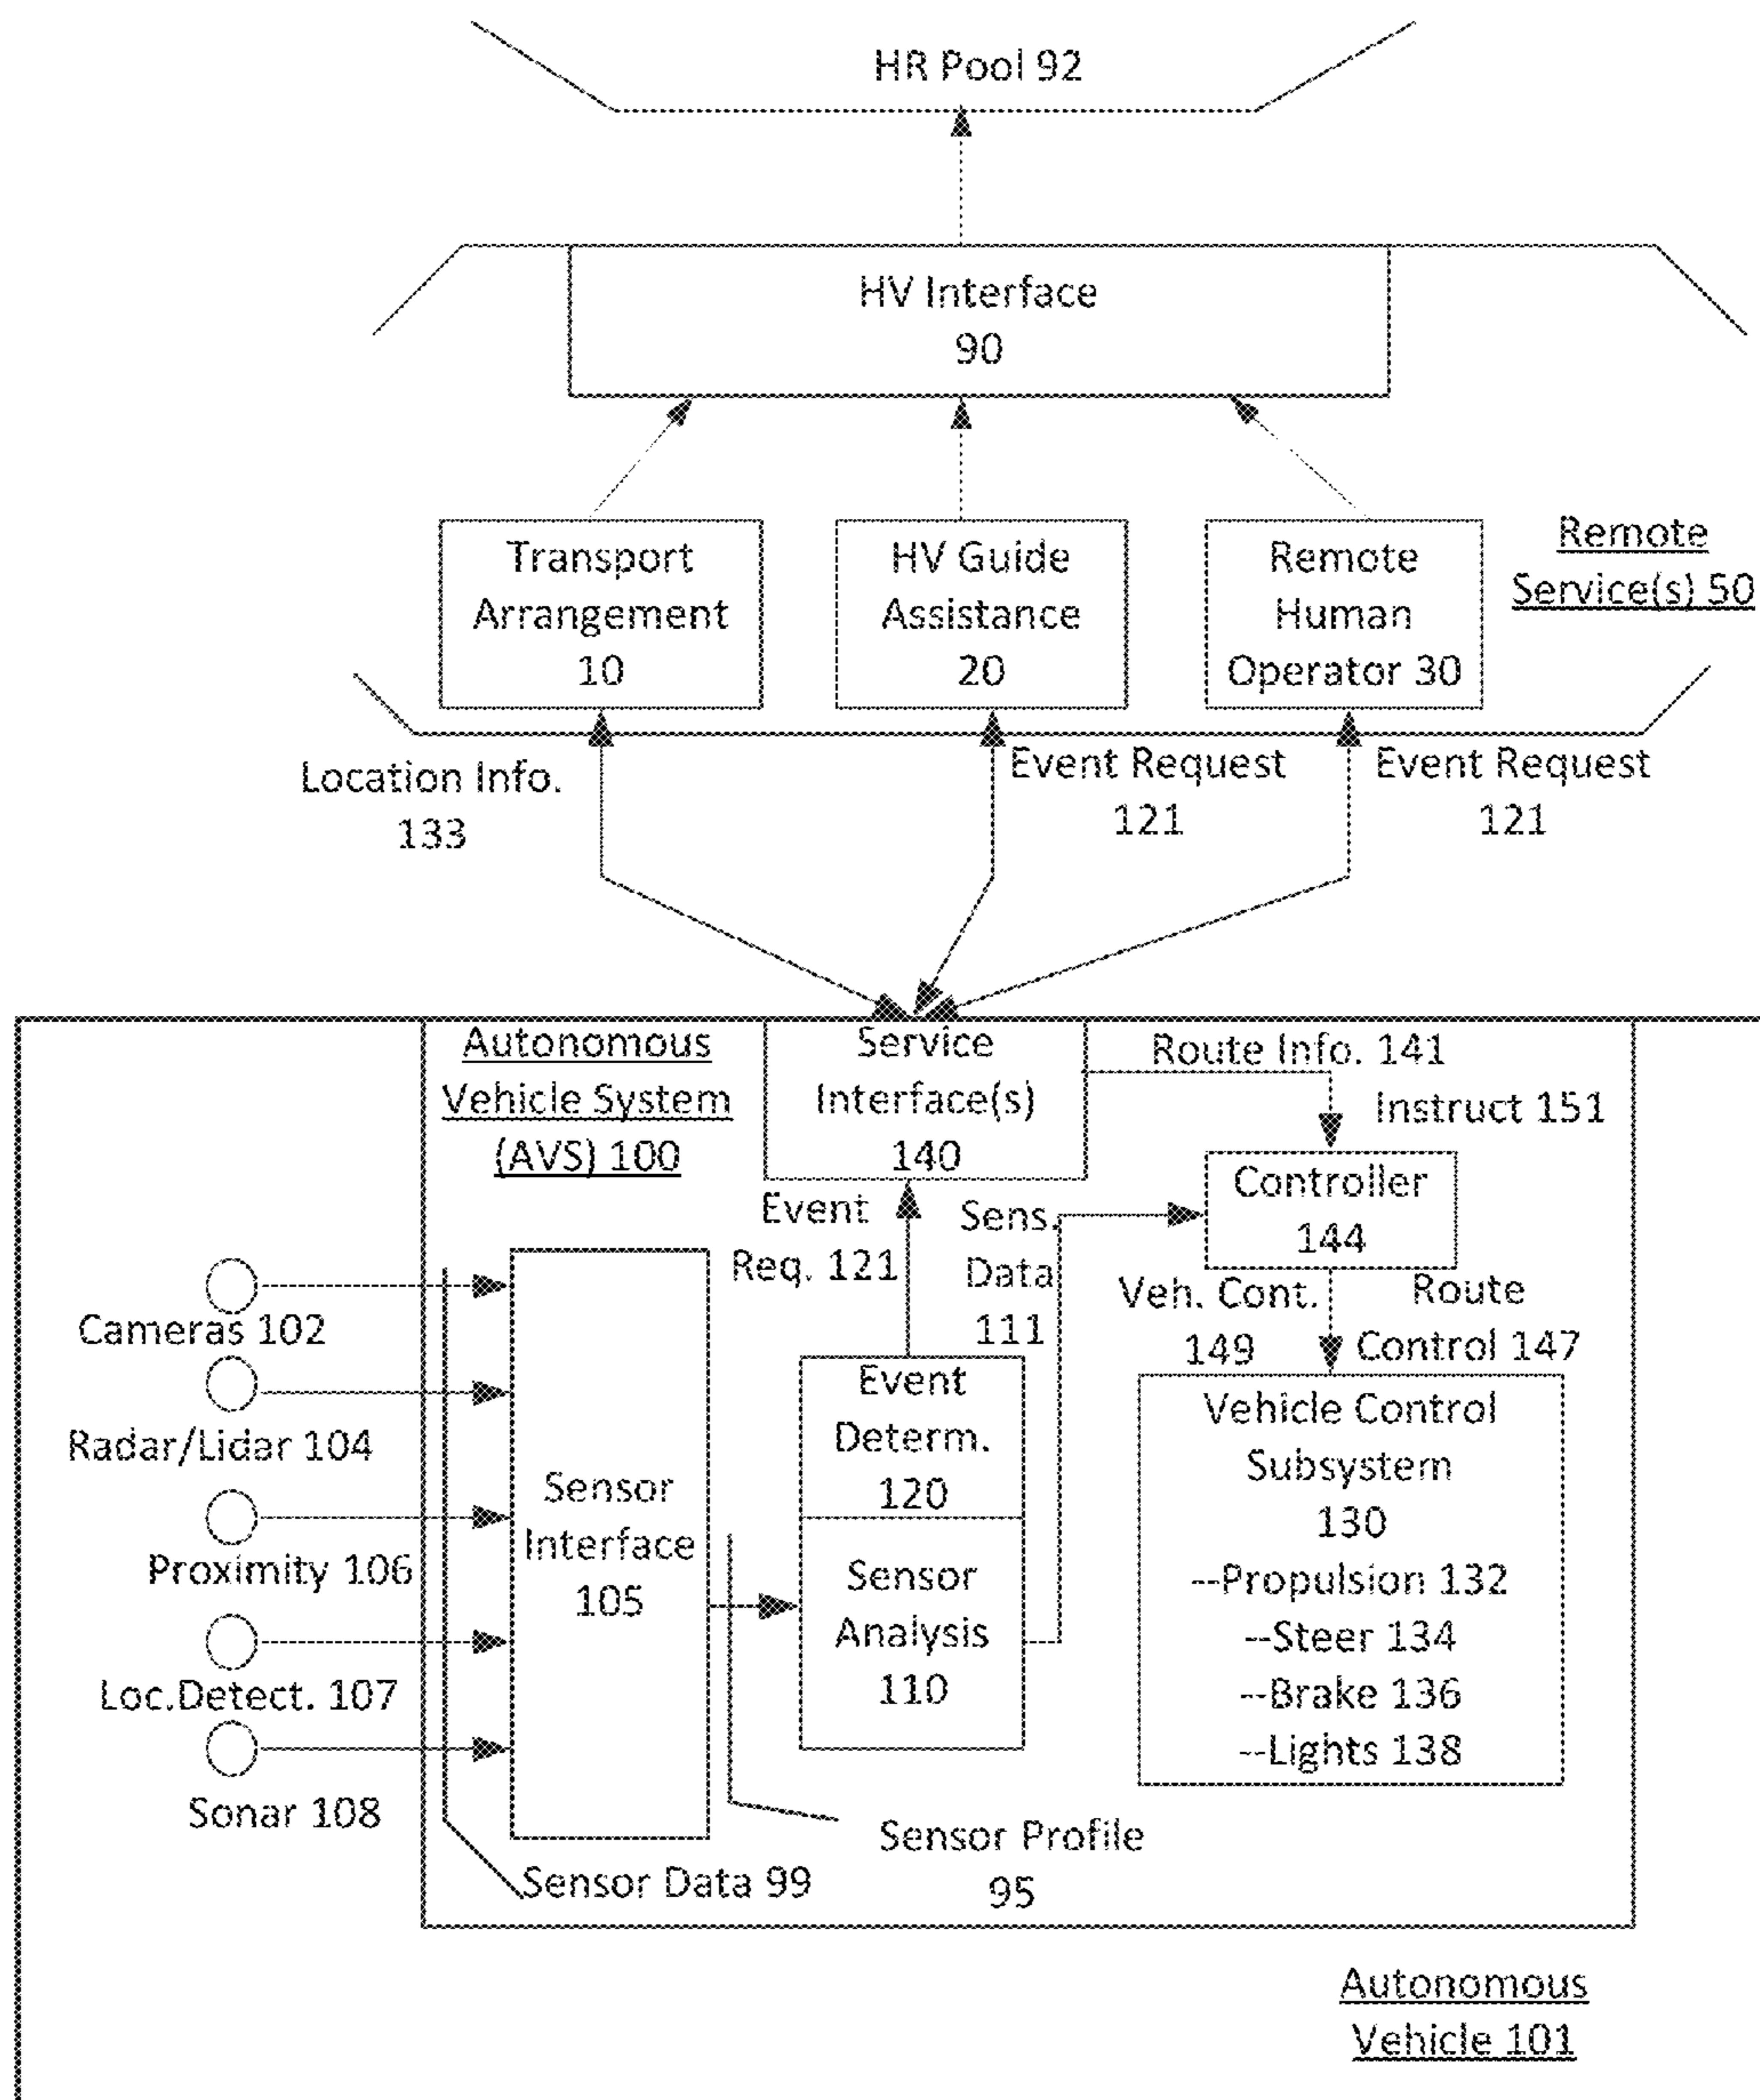 HR Pool 92
HV Interface
90
Transport
Arrangement
10
HV Guide
Assistance
20
Remote
Human
Operator 30
Remote
Service(s) 50
Location Info.
133
Event Request
121
Event Request
121
Autonomous
Vehicle System
(AVS) 100
Service
Interface(s)
140
Route Info. 141
Instruct 151
Controller
144
Event
Req. 121
Sens.
Data
111
Veh. Cont.
149
Route
Control 147
Cameras 102
Radar/Lidar 104
Proximity 106
Loc.Detect. 107
Sonar 108
Sensor
Interface
105
Event
Determ.
120
Sensor
Analysis
110
Vehicle Control
Subsystem
130
--Propulsion 132
--Steer 134
--Brake 136
--Lights 138
Sensor Data 99
Sensor Profile
95
Autonomous
Vehicle 101